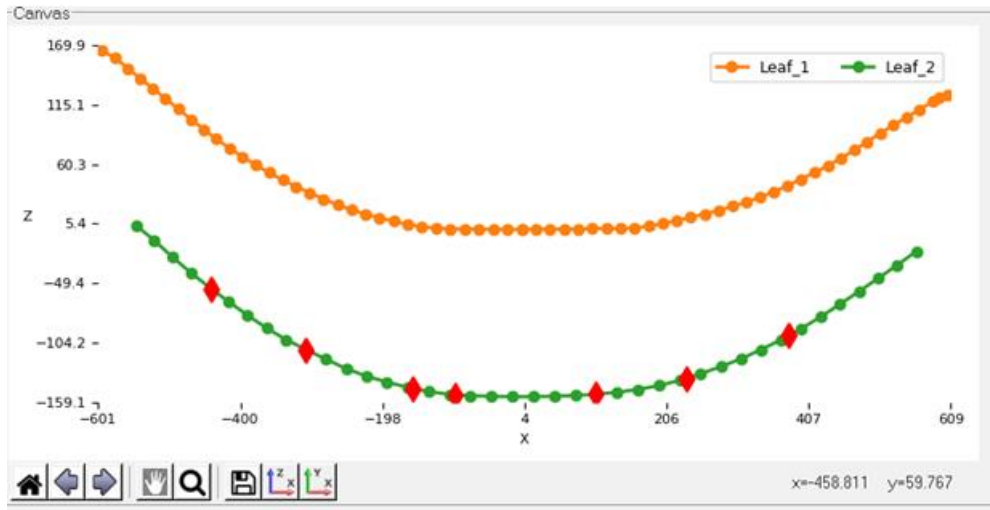 Canvas
169.9
115.1
60.3
5.4
−49.4
−104.2
−159.1
Z
Leaf_1 Leaf_2
−601 −400 −198 4 206 407 609
X
Z X Y X
x=-458.811 y=59.767